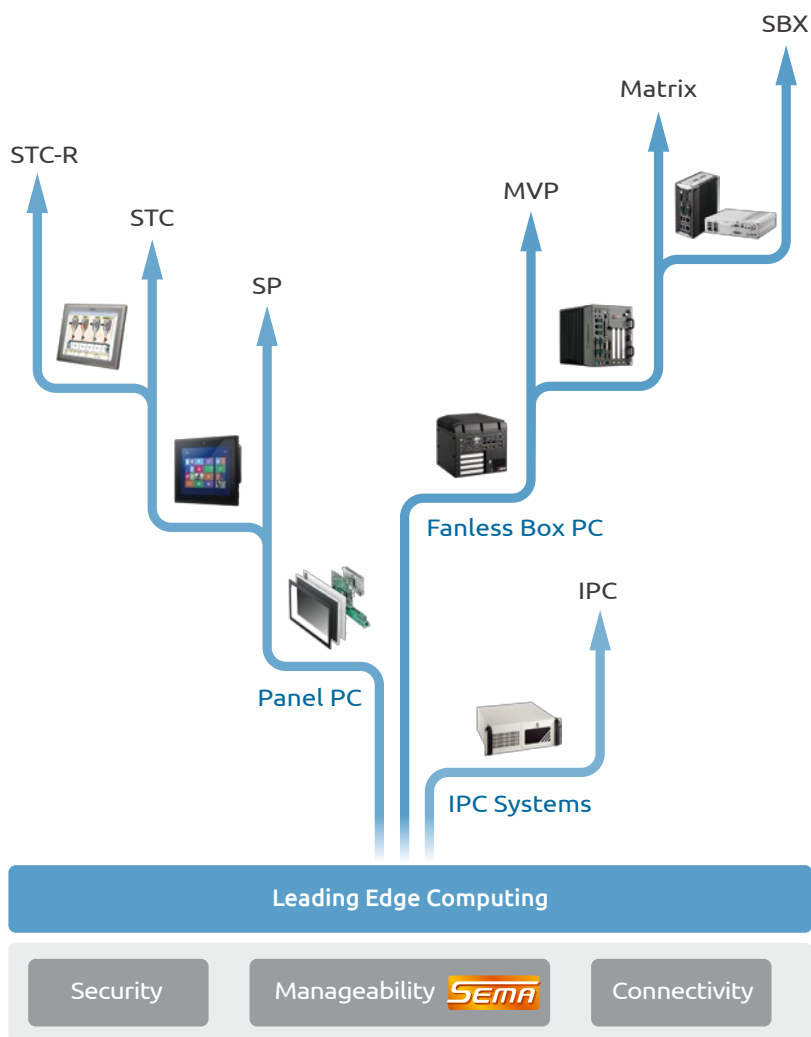 SBX
Matrix
STC-R
MVP
STC
SP
Fanless Box PC
IPC
Panel PC
IPC Systems
Leading Edge Computing
Security
Manageability SEMA
Connectivity